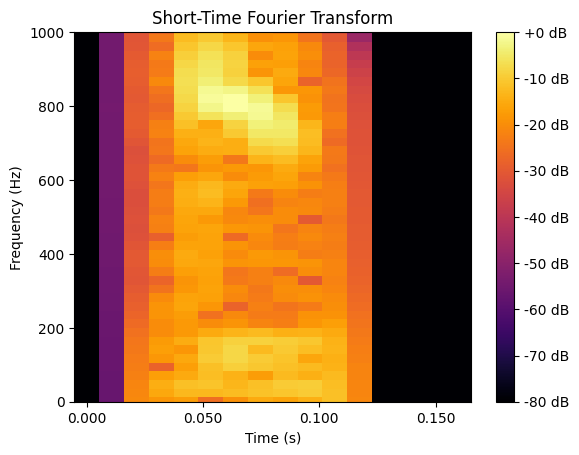 Short-Time Fourier Transform
1000
800
600
400
200
0
Frequency (Hz)
0.000
0.050
0.100
0.150
Time (s)
+0 dB
-10 dB
-20 dB
-30 dB
-40 dB
-50 dB
-60 dB
-70 dB
-80 dB